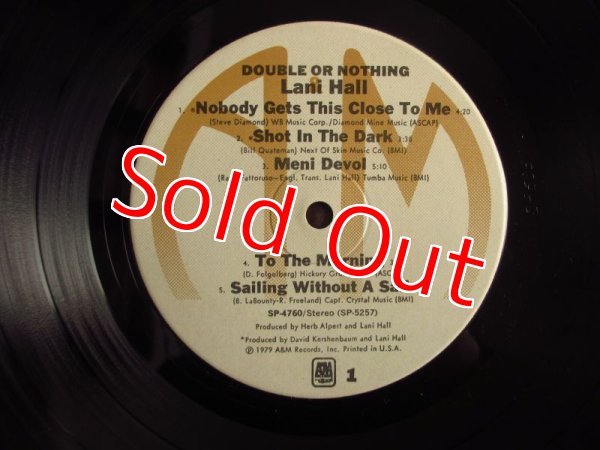 DOUBLE OR NOTHING
Lani Hall
1. *Nobody Gets This Close To Me 4:20
(Steve Diamond) WB Music Corp./Diamond Mine Music (ASCAP)
2. *Shot In The Dark 3:38
(Bill Quateman) Next Of Skin Music Co. (BMI)
3. Meni Devol 5:10
Fattoruso-Engl. Trans. Lani Hall) Tumba Music (BMI)
Sold Out
4. To The
(D. Folgelberg) Hickory
5. Sailing Without A
(B. LaBounty-R. Freeland) Capt. Crystal Music (BMI)
SP-4760/Stereo (SP-5257)
Produced by Herb Alpert and Lani Hall
*Produced by David Kershenbaum and Lani Hall
℗ 1979 A&M Records, Inc. Printed in U.S.A.
A&M
1